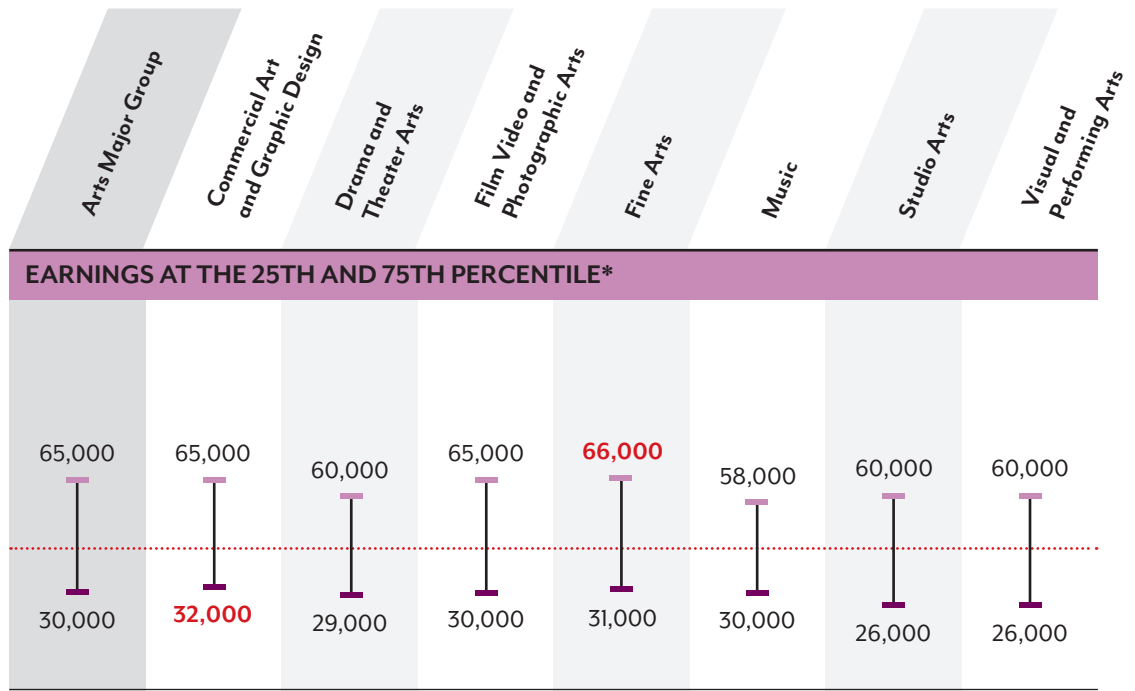 Arts Major Group
Commercial Art
and Graphic Design
Drama and
Theater Arts
Film Video and
Photographic Arts
Fine Arts
Music
Studio Arts
Visual and
Performing Arts
EARNINGS AT THE 25TH AND 75TH PERCENTILE*
65,000
65,000
60,000
65,000
66,000
58,000
60,000
60,000
30,000
32,000
29,000
30,000
31,000
30,000
26,000
26,000